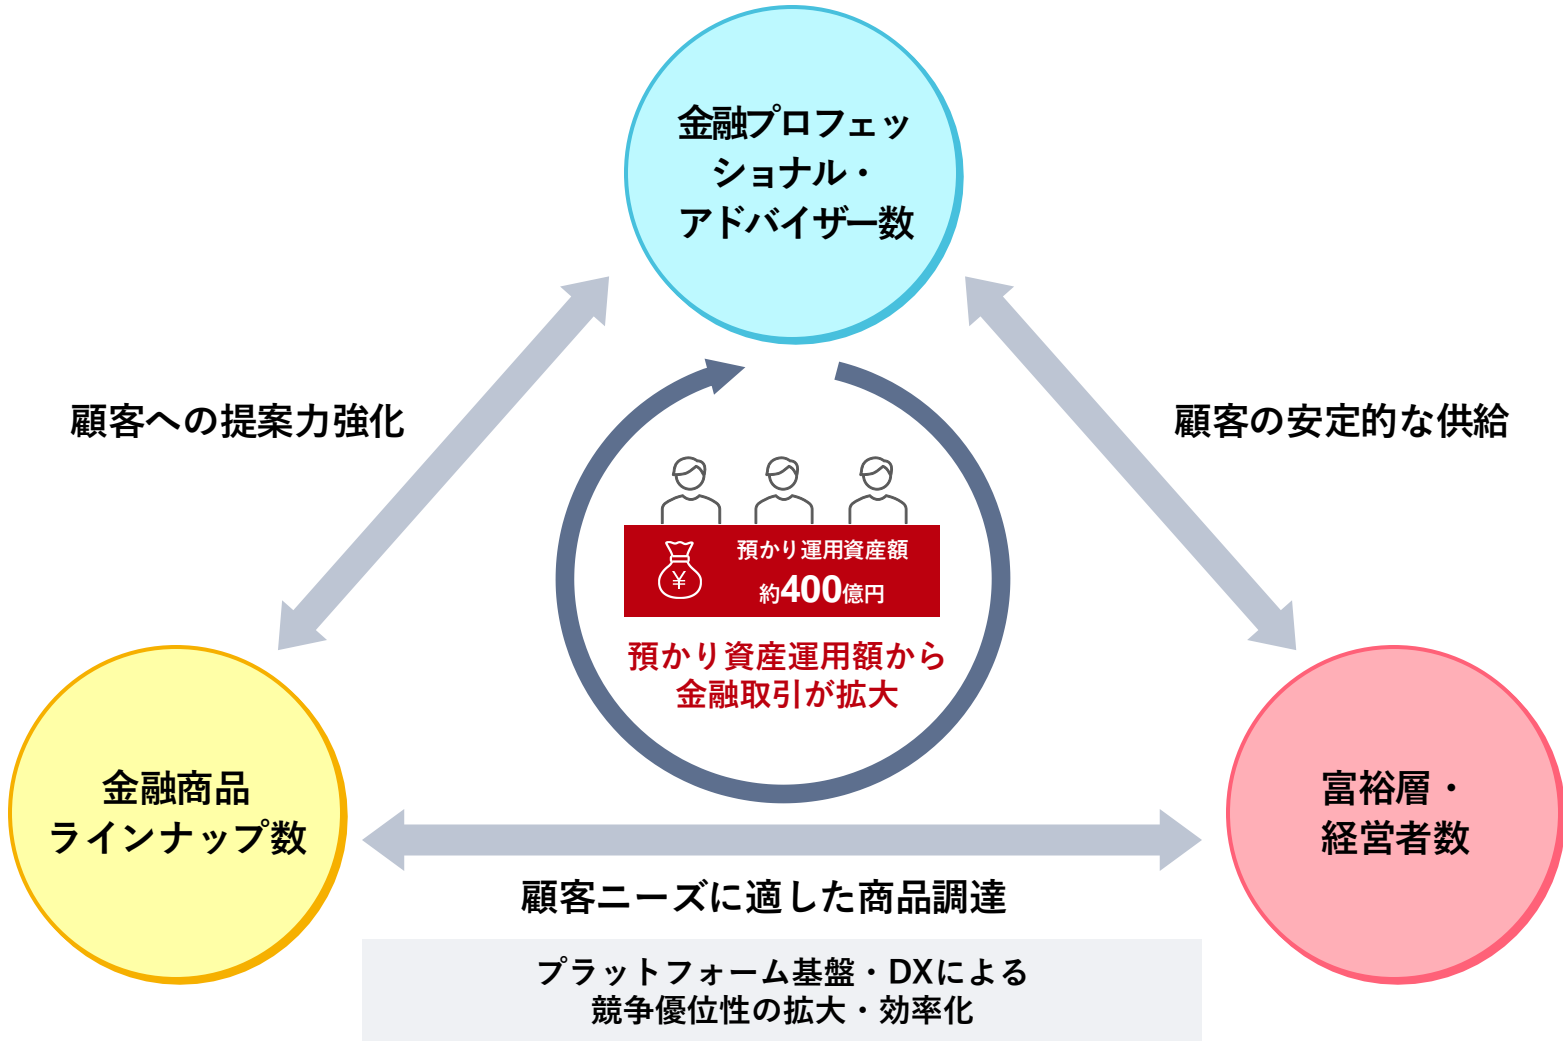 金融プロフェッ
ショナル・
アドバイザー数
顧客への提案力強化
顧客の安定的な供給
¥
預かり運用資産額
約400億円
預かり資産運用額から
金融取引が拡大
金融商品
ラインナップ数
富裕層・
経営者数
顧客ニーズに適した商品調達
プラットフォーム基盤・DXによる
競争優位性の拡大・効率化